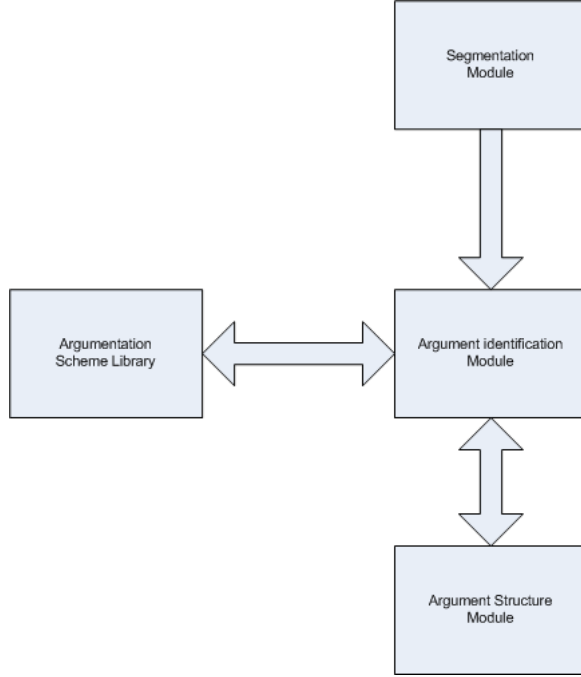 Segmentation
Module
Argumentation
Scheme Library
Argument identification
Module
Argument Structure
Module